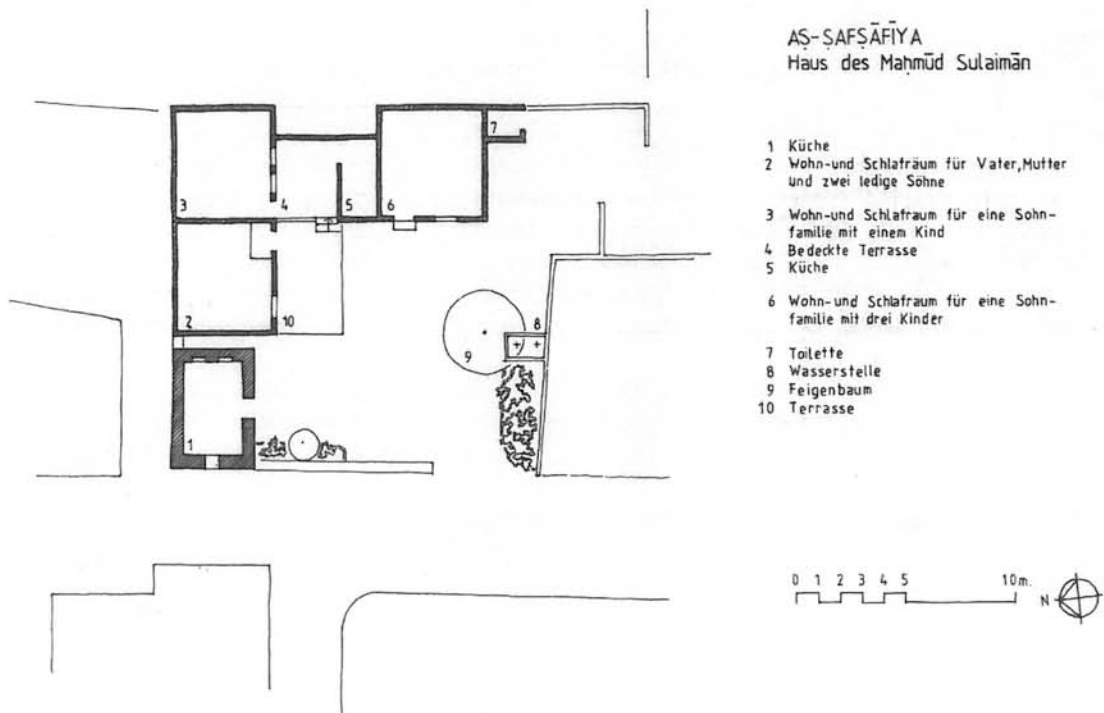 AṢ-ṢAFṢĀFĪYA
Haus des Maḥmūd Sulaimān
1 Küche
2 Wohn-und Schlafräum für Vater,Mutter
und zwei ledige Söhne
3 Wohn-und Schlafraum für eine Sohn-
familie mit einem Kind
4 Bedeckte Terrasse
5 Küche
6 Wohn-und Schlafraum für eine Sohn-
familie mit drei Kinder
7 Toilette
8 Wasserstelle
9 Feigenbaum
10 Terrasse
7
3
4
5
6
2
10
8
9
1
0 1 2 3 4 5 10m.
N